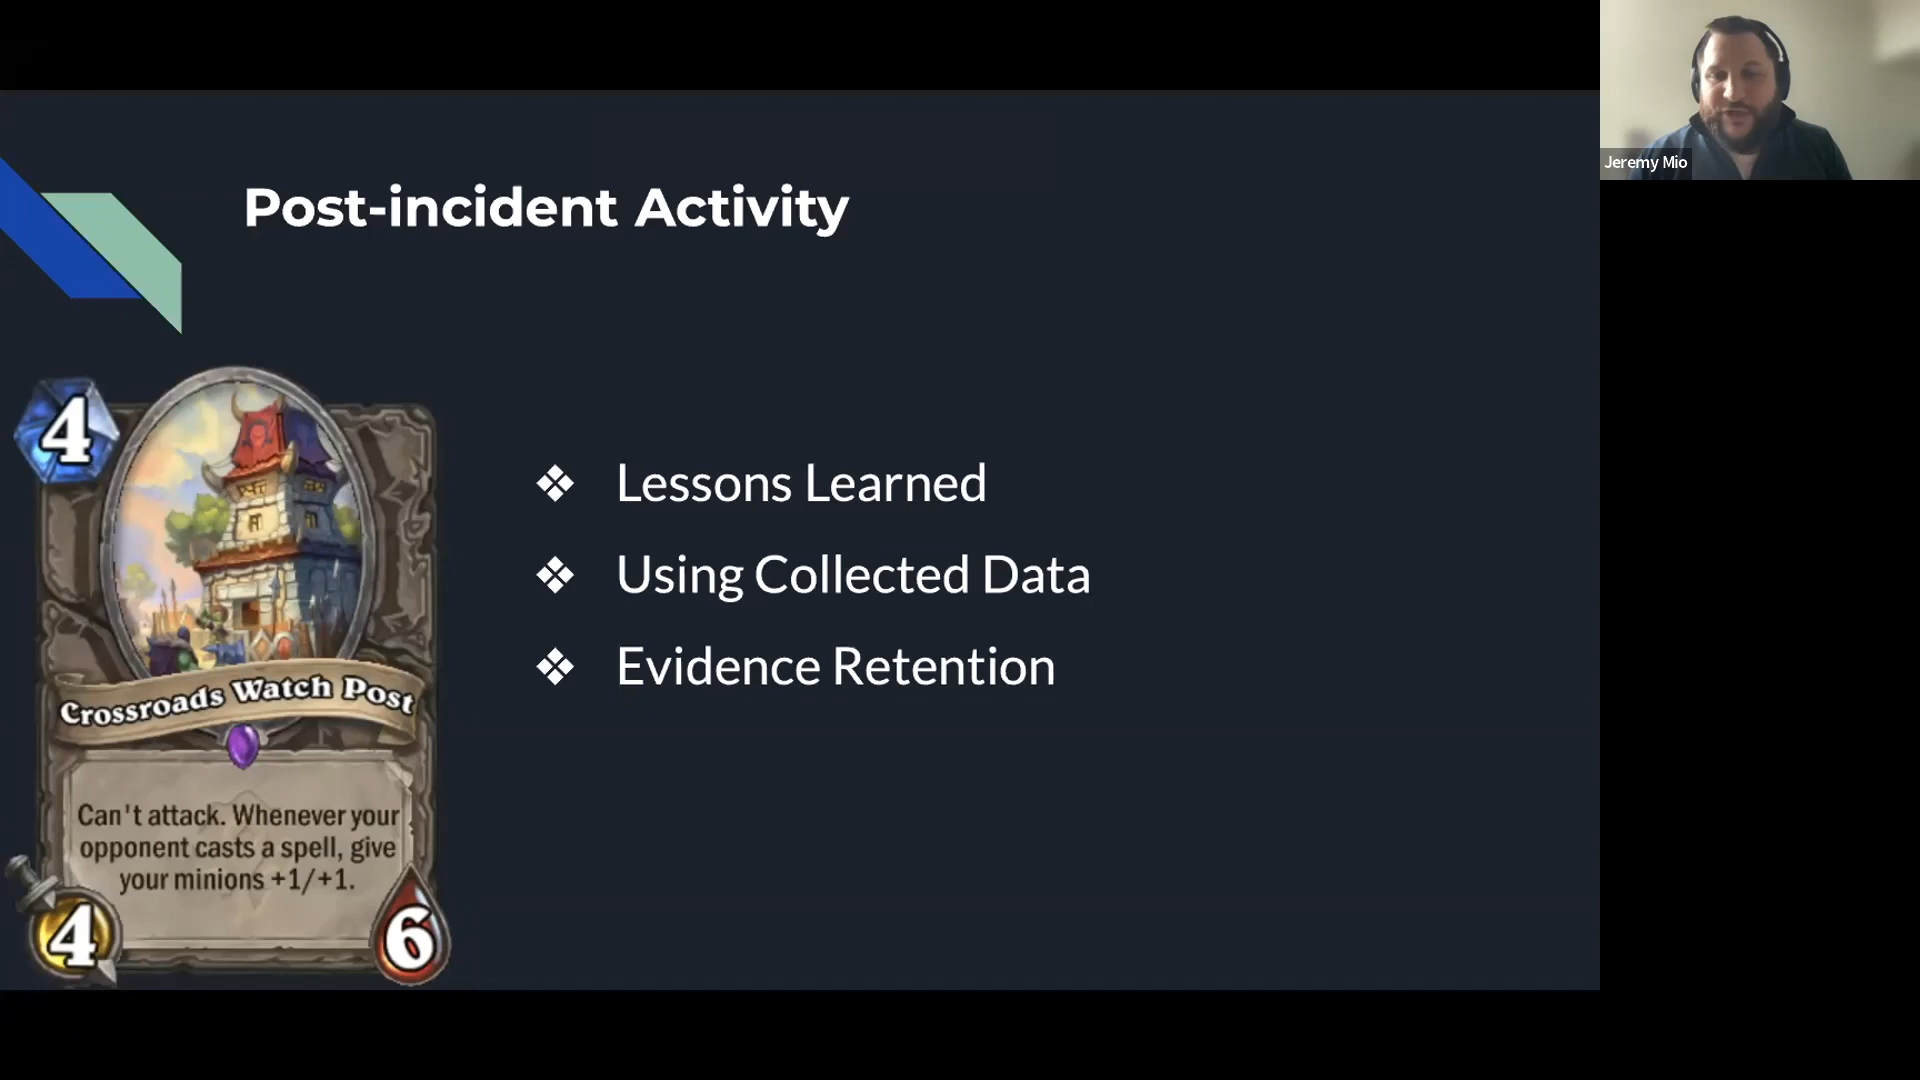 Jeremy Mio
Post-incident Activity
❖ Lessons Learned
❖ Using Collected Data
❖ Evidence Retention
4
Crossroads Watch Post
Can't attack. Whenever your
opponent casts a spell, give
your minions +1/+1.
4
6